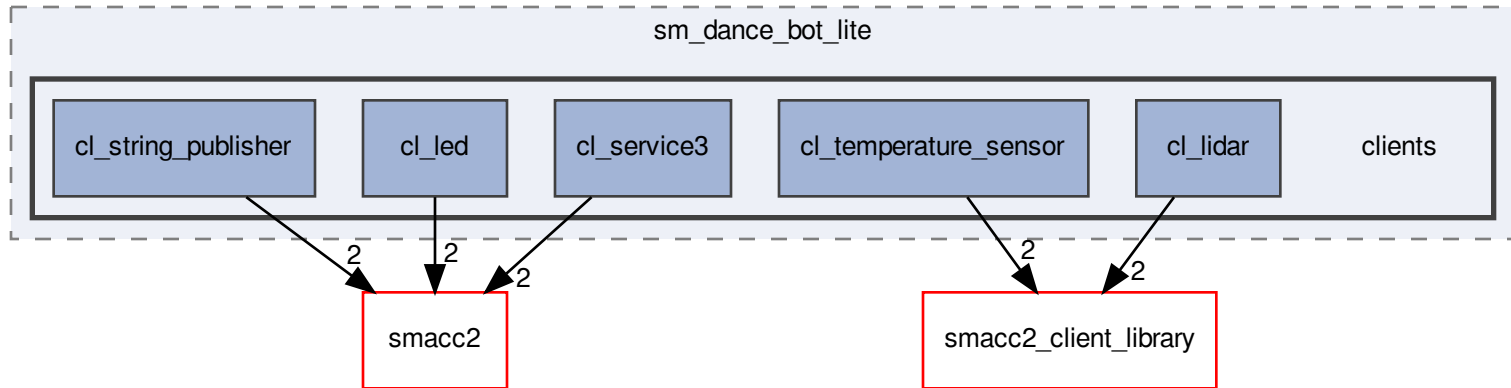 sm_dance_bot_lite
cl_string_publisher
cl_led
cl_service3
cl_temperature_sensor
cl_lidar
clients
2
2
2
2
2
smacc2
smacc2_client_library